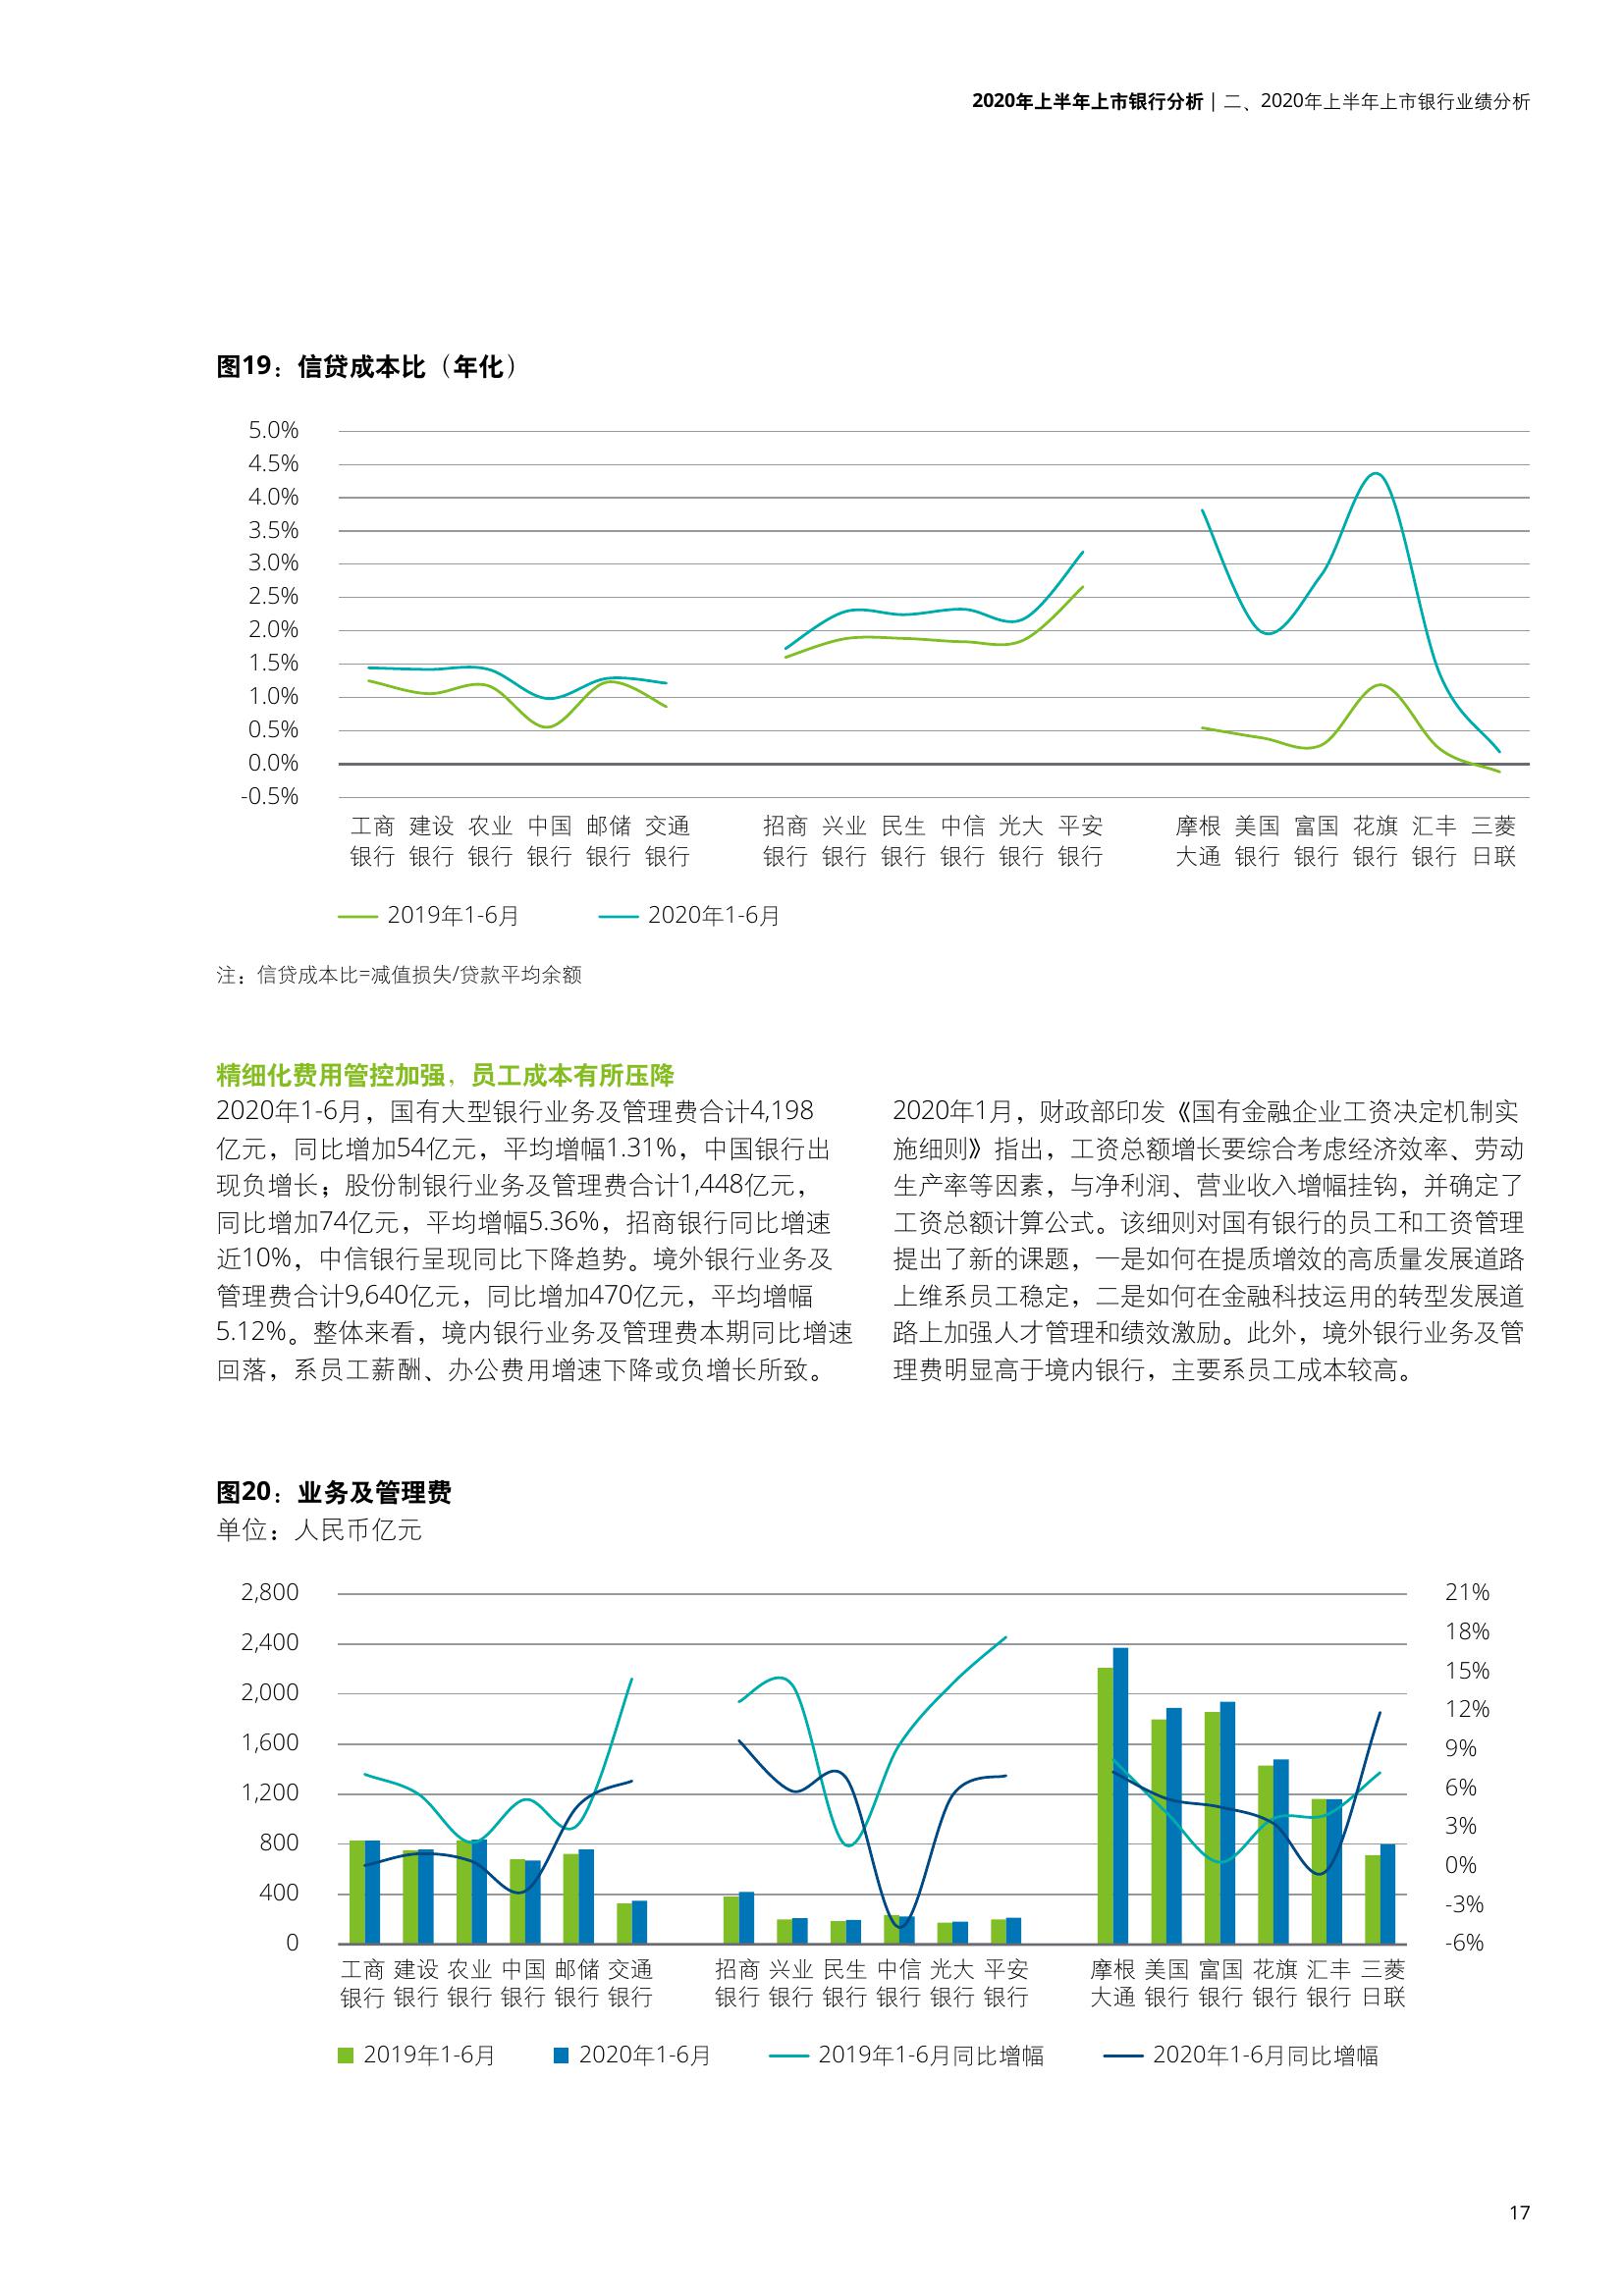 2020年上半年上市银行分析 | 二、2020年上半年上市银行业绩分析
图19：信贷成本比（年化）
5.0%
4.5%
4.0%
3.5%
3.0%
2.5%
2.0%
1.5%
1.0%
0.5%
0.0%
-0.5%
工商 建设 农业 中国 邮储 交通 招商 兴业 民生 中信 光大 平安 摩根 美国 富国 花旗 汇丰 三菱
银行 银行 银行 银行 银行 银行 银行 银行 银行 银行 银行 银行 大通 银行 银行 银行 银行 日联
2019年1-6月 2020年1-6月
注：信贷成本比=减值损失/贷款平均余额
精细化费用管控加强，员工成本有所压降
2020年1-6月，国有大型银行业务及管理费合计4,198
亿元，同比增加54亿元，平均增幅1.31%，中国银行出
现负增长；股份制银行业务及管理费合计1,448亿元，
同比增加74亿元，平均增幅5.36%，招商银行同比增速
近10%，中信银行呈现同比下降趋势。境外银行业务及
管理费合计9,640亿元，同比增加470亿元，平均增幅
5.12%。整体来看，境内银行业务及管理费本期同比增速
回落，系员工薪酬、办公费用增速下降或负增长所致。
2020年1月，财政部印发《国有金融企业工资决定机制实
施细则》指出，工资总额增长要综合考虑经济效率、劳动
生产率等因素，与净利润、营业收入增幅挂钩，并确定了
工资总额计算公式。该细则对国有银行的员工和工资管理
提出了新的课题，一是如何在提质增效的高质量发展道路
上维系员工稳定，二是如何在金融科技运用的转型发展道
路上加强人才管理和绩效激励。此外，境外银行业务及管
理费明显高于境内银行，主要系员工成本较高。
图20：业务及管理费
单位：人民币亿元
2,800
2,400
2,000
1,600
1,200
800
400
0
21%
18%
15%
12%
9%
6%
3%
0%
-3%
-6%
工商 建设 农业 中国 邮储 交通 招商 兴业 民生 中信 光大 平安 摩根 美国 富国 花旗 汇丰 三菱
银行 银行 银行 银行 银行 银行 银行 银行 银行 银行 银行 银行 大通 银行 银行 银行 银行 日联
2019年1-6月 2020年1-6月 2019年1-6月同比增幅 2020年1-6月同比增幅
17